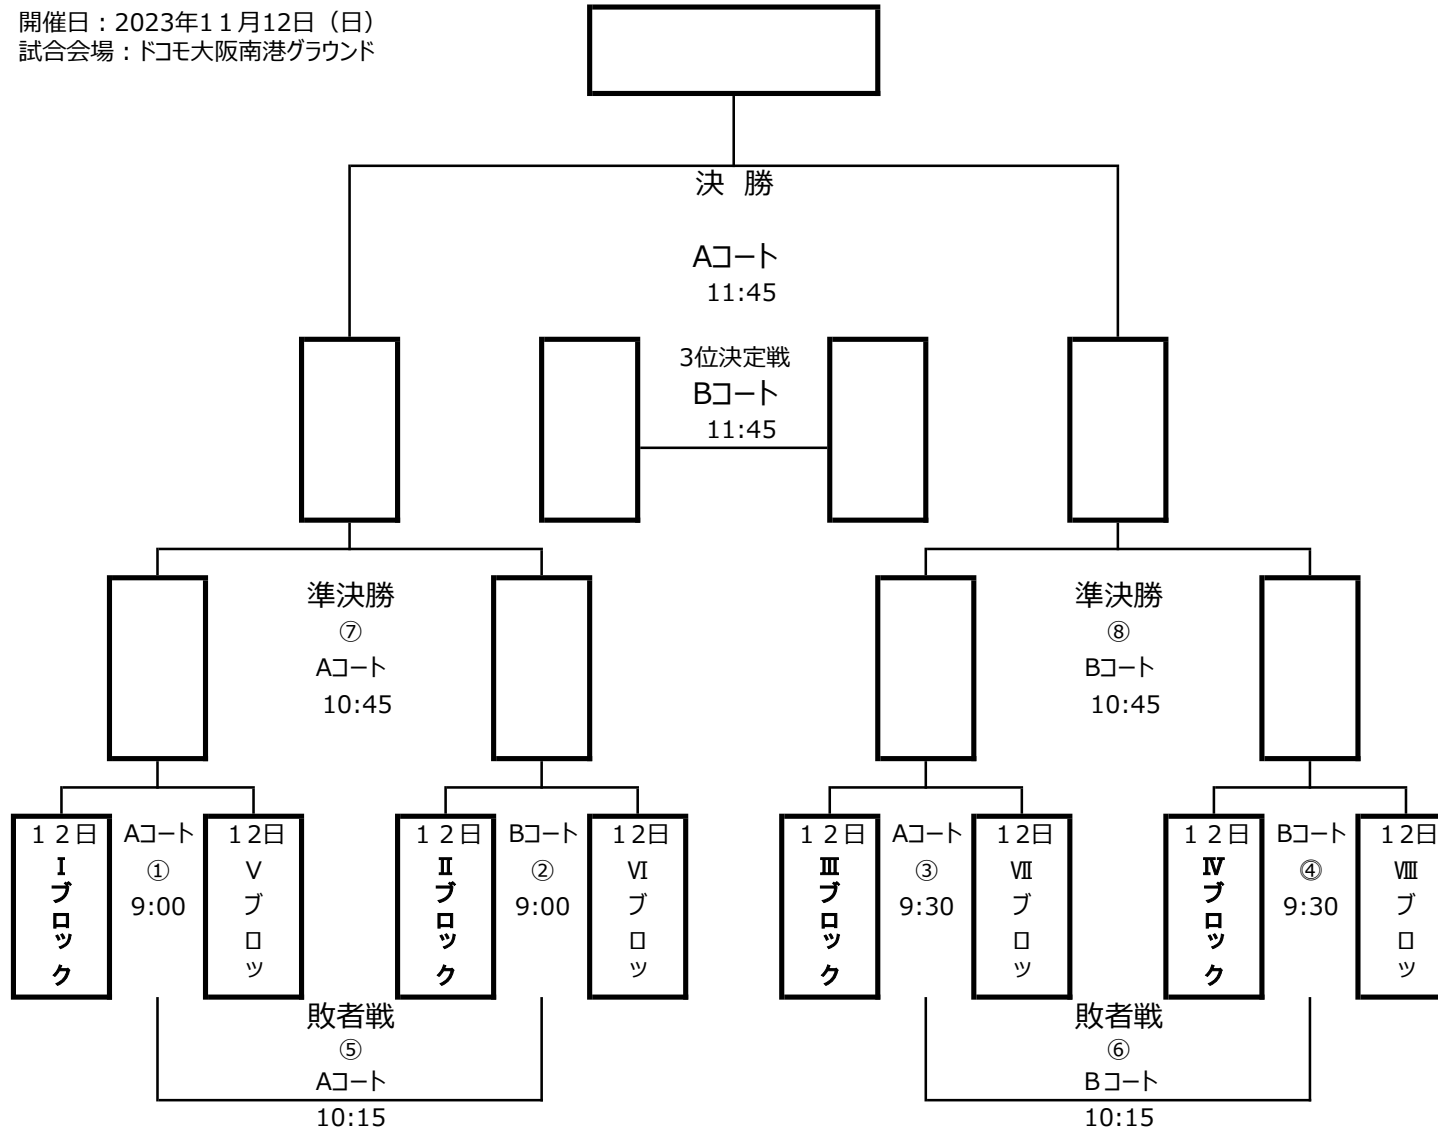 開催日：2023年11月12日（日）
試合会場：ドコモ大阪南港グラウンド
決 勝
Aコート
11:45
3位決定戦
Bコート
11:45
準決勝
⑦
Aコート
10:45
準決勝
⑧
Bコート
10:45
12日
Ⅰブロック
Aコート
①
9:00
12日
Ⅴブロッ
12日
Ⅱブロック
Bコート
②
9:00
12日
Ⅵブロッ
12日
Ⅲブロック
Aコート
③
9:30
12日
Ⅶブロッ
12日
Ⅳブロック
Bコート
④
9:30
12日
Ⅷブロッ
敗者戦
⑤
Aコート
10:15
敗者戦
⑥
Bコート
10:15